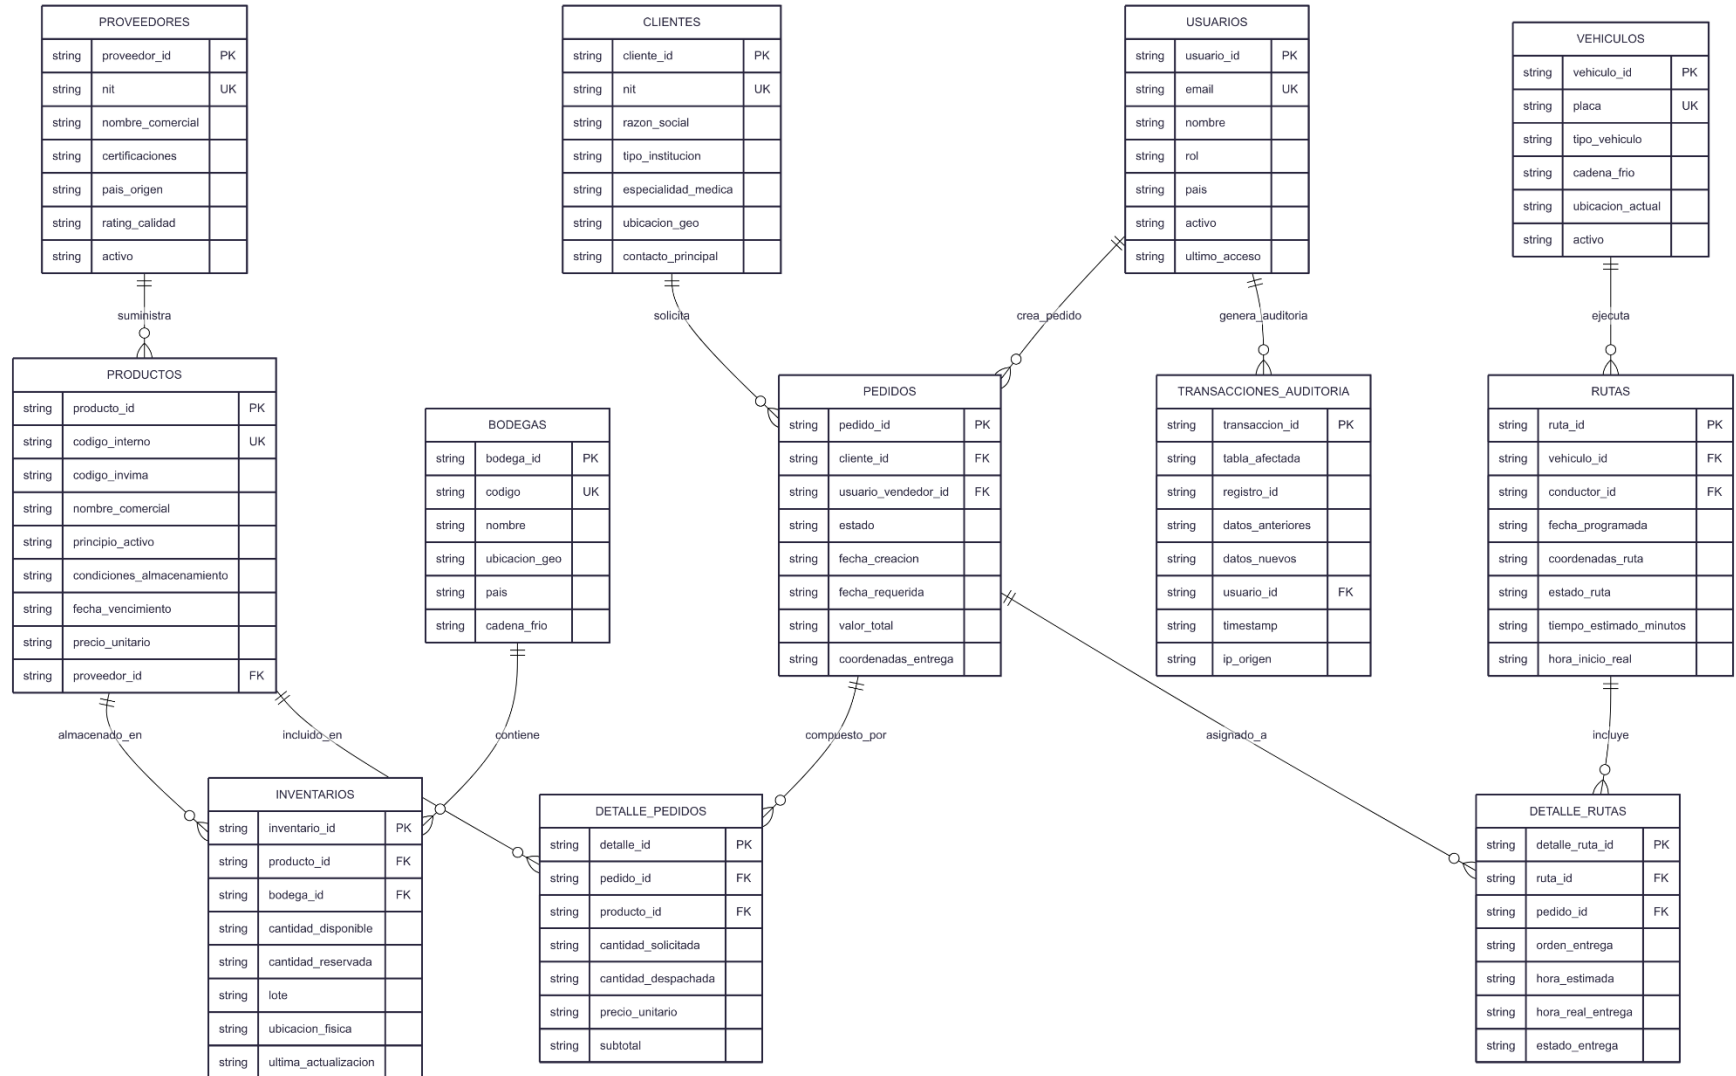 PROVEEDORES
string proveedor_id PK
string nit UK
string nombre_comercial
string certificaciones
string pais_origen
string rating_calidad
string activo
CLIENTES
string cliente_id PK
string nit UK
string razon_social
string tipo_institucion
string especialidad_medica
string ubicacion_geo
string contacto_principal
USUARIOS
string usuario_id PK
string email UK
string nombre
string rol
string pais
string activo
string ultimo_acceso
VEHICULOS
string vehiculo_id PK
string placa UK
string tipo_vehiculo
string cadena_frio
string ubicacion_actual
string activo
suministra
solicita
crea_pedido
genera_auditoria
ejecuta
PRODUCTOS
string producto_id PK
string codigo_interno UK
string codigo_invima
string nombre_comercial
string principio_activo
string condiciones_almacenamiento
string fecha_vencimiento
string precio_unitario
string proveedor_id FK
BODEGAS
string bodega_id PK
string codigo UK
string nombre
string ubicacion_geo
string pais
string cadena_frio
PEDIDOS
string pedido_id PK
string cliente_id FK
string usuario_vendedor_id FK
string estado
string fecha_creacion
string fecha_requerida
string valor_total
string coordenadas_entrega
TRANSACCIONES_AUDITORIA
string transaccion_id PK
string tabla_afectada
string registro_id
string datos_anteriores
string datos_nuevos
string usuario_id FK
string timestamp
string ip_origen
RUTAS
string ruta_id PK
string vehiculo_id FK
string conductor_id FK
string fecha_programada
string coordenadas_ruta
string estado_ruta
string tiempo_estimado_minutos
string hora_inicio_real
almacenado_en
incluido_en
contiene
compuesto_por
asignado_a
incluye
INVENTARIOS
string inventario_id PK
string producto_id FK
string bodega_id FK
string cantidad_disponible
string cantidad_reservada
string lote
string ubicacion_fisica
string ultima_actualizacion
DETALLE_PEDIDOS
string detalle_id PK
string pedido_id FK
string producto_id FK
string cantidad_solicitada
string cantidad_despachada
string precio_unitario
string subtotal
DETALLE_RUTAS
string detalle_ruta_id PK
string ruta_id FK
string pedido_id FK
string orden_entrega
string hora_estimada
string hora_real_entrega
string estado_entrega